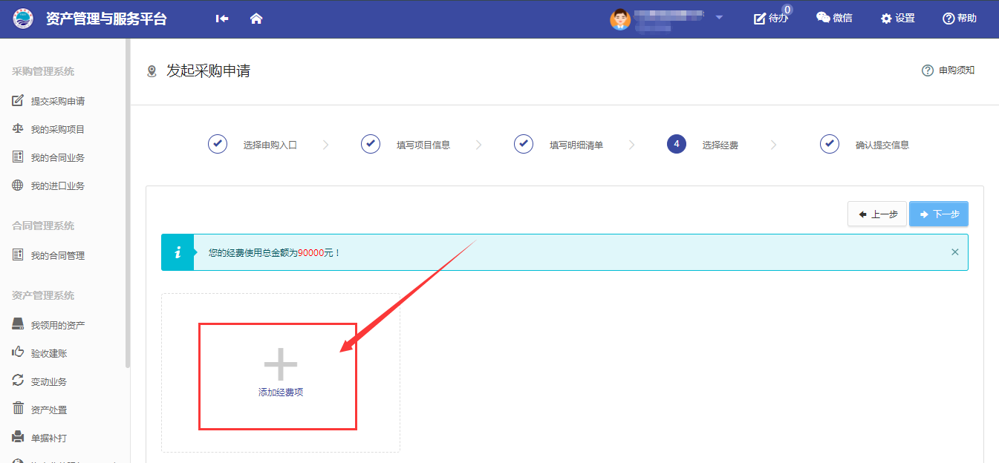 资产管理与服务平台
待办 0
微信
设置
帮助
采购管理系统
提交采购申请
我的采购项目
我的合同业务
我的进口业务
合同管理系统
我的合同管理
资产管理系统
我领用的资产
验收建账
变动业务
资产处置
单据补打
发起采购申请
申购须知
选择申购入口
填写项目信息
填写明细清单
4 选择经费
确认提交信息
上一步
下一步
您的经费使用总金额为90000元！
添加经费项